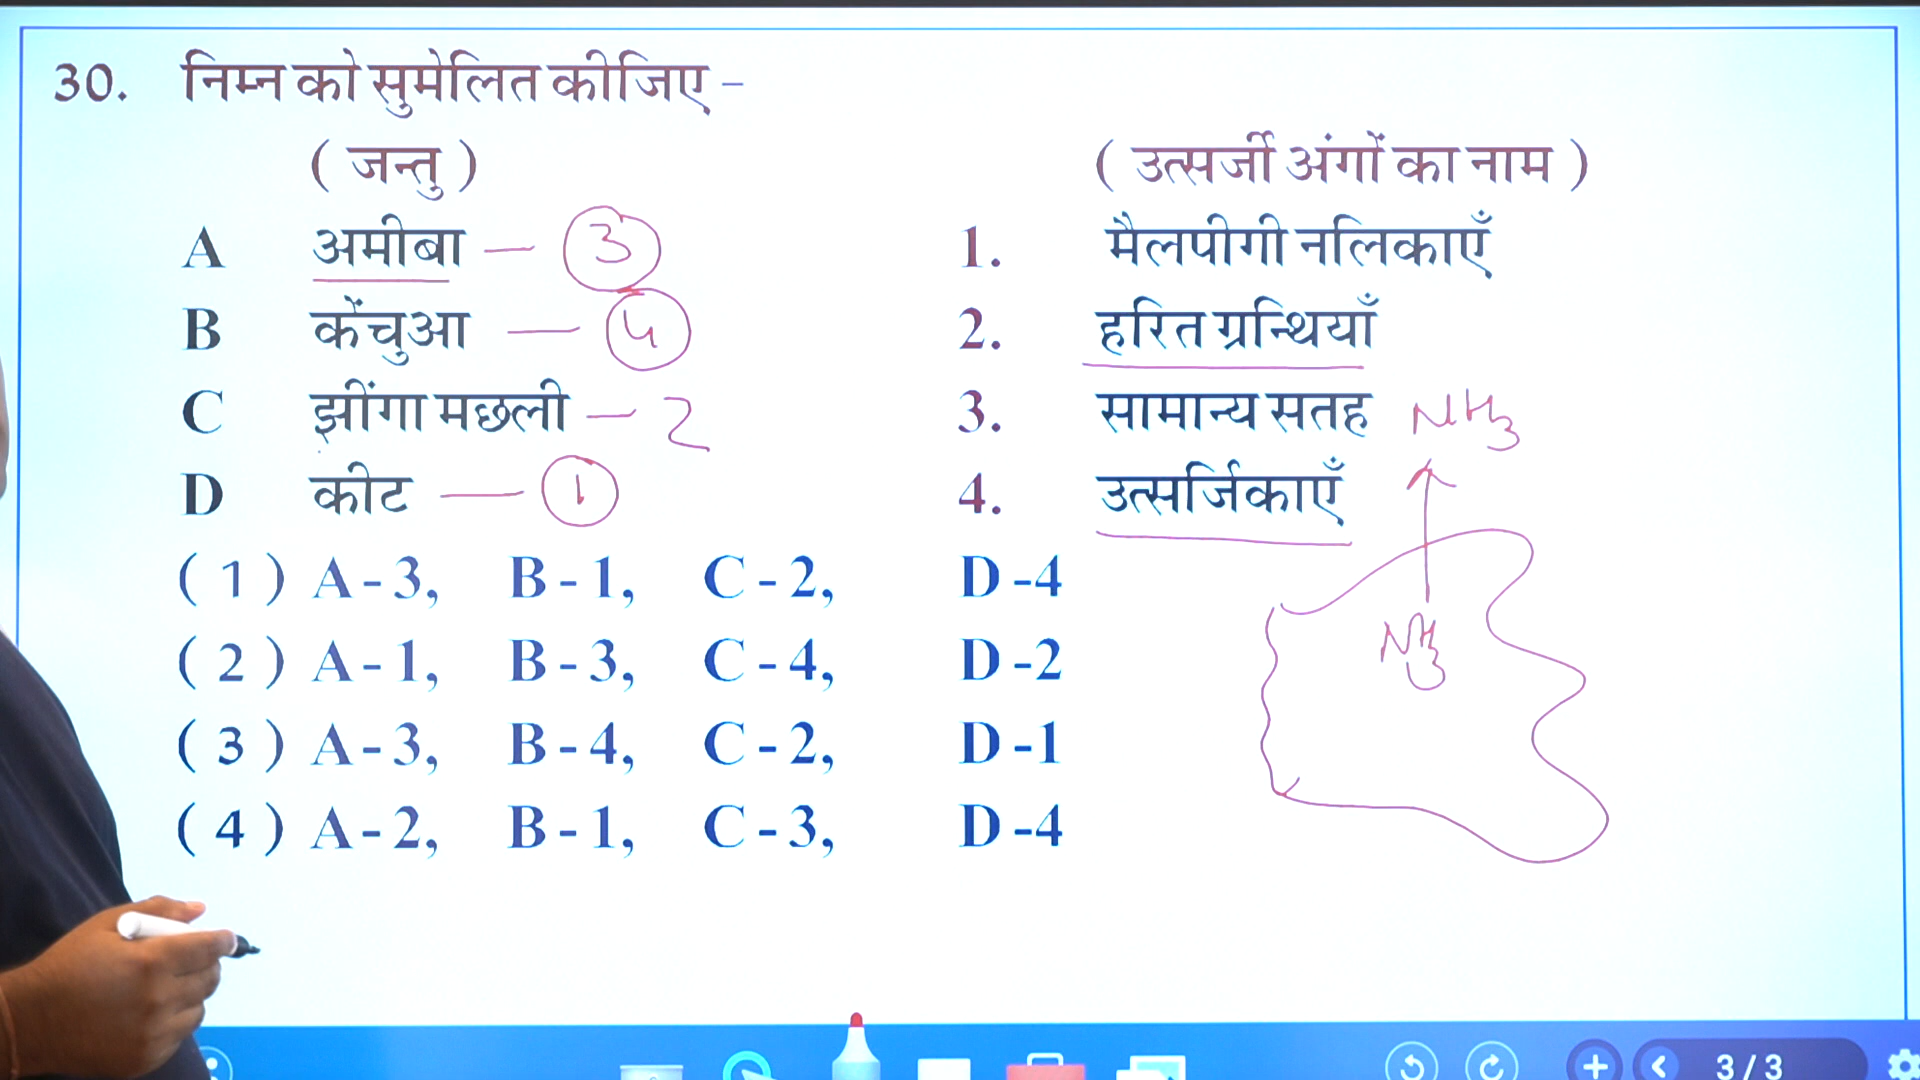 30. निम्न को सुमेलित कीजिए -
( जन्तु ) ( उत्सर्जी अंगों का नाम )
A अमीबा — 3 1. मैलपीगी नलिकाएँ
B केंचुआ — 4 2. हरित ग्रन्थियाँ
C झींगा मछली — 2 3. सामान्य सतह NH3
D कीट — 1 4. उत्सर्जिकाएँ
( 1 ) A - 3, B - 1, C - 2, D -4
NH3
( 2 ) A - 1, B - 3, C - 4, D -2
( 3 ) A - 3, B - 4, C - 2, D -1
( 4 ) A - 2, B - 1, C - 3, D -4
3 / 3